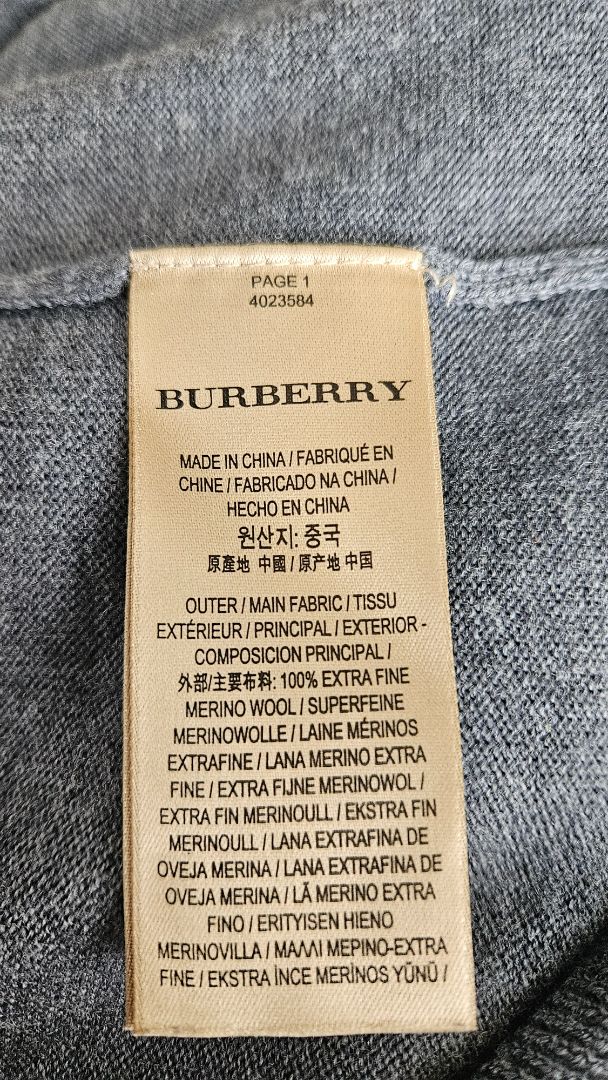 PAGE 1
4023584
BURBERRY
MADE IN CHINA / FABRIQUÉ EN
CHINE / FABRICADO NA CHINA /
HECHO EN CHINA
원산지: 중국
原產地 中國 / 原产地 中国
OUTER / MAIN FABRIC / TISSU
EXTÉRIEUR / PRINCIPAL / EXTERIOR -
COMPOSICION PRINCIPAL /
外部/主要布料: 100% EXTRA FINE
MERINO WOOL / SUPERFEINE
MERINOWOLLE / LAINE MÉRINOS
EXTRAFINE / LANA MERINO EXTRA
FINE / EXTRA FIJNE MERINOWOL /
EXTRA FIN MERINOULL / EKSTRA FIN
MERINOULL / LANA EXTRAFINA DE
OVEJA MERINA / LANA EXTRAFINA DE
OVEJA MERINA / LÃ MERINO EXTRA
FINO / ERITYISEN HIENO
MERINOVILLA / ΜΑΛΛΙ ΜΕΡΙΝΟ-EXTRA
FINE / EKSTRA İNCE MERİNOS YÜNÜ /